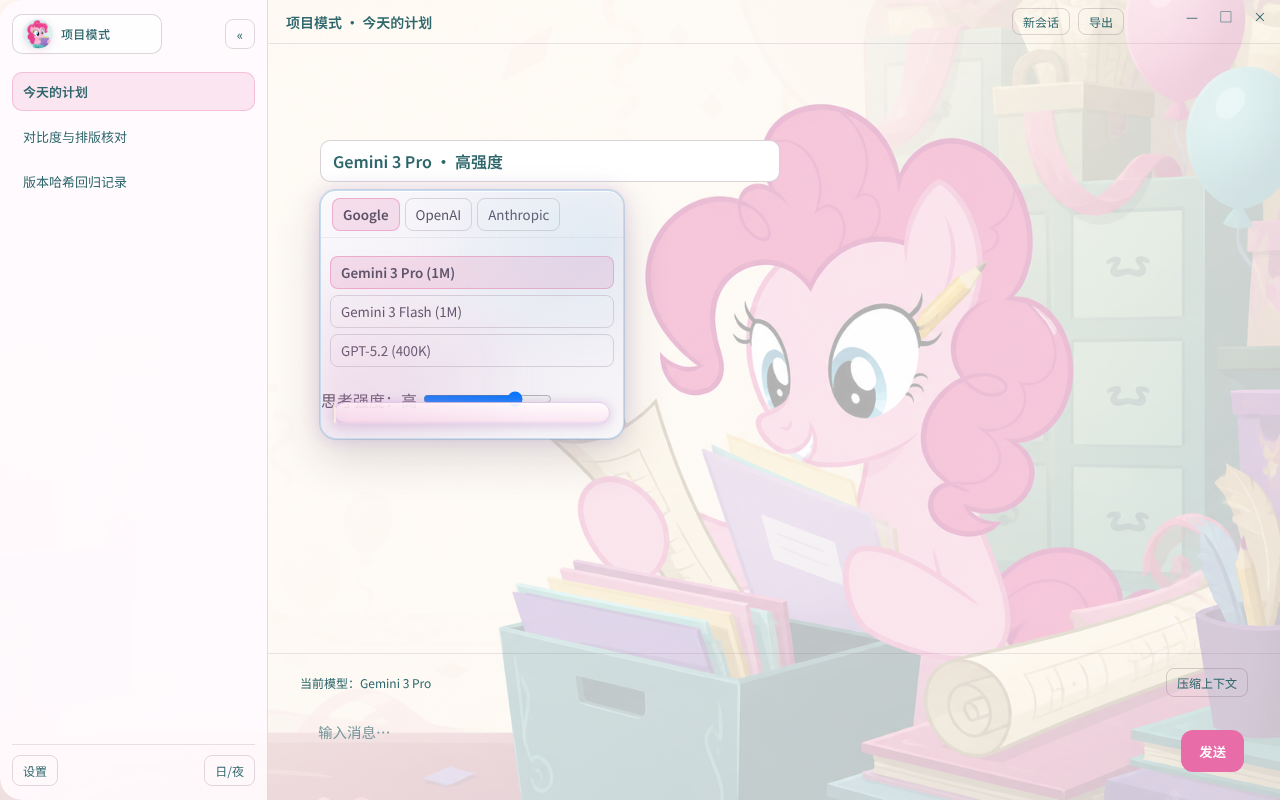 项目模式
«
今天的计划
对比度与排版核对
版本哈希回归记录
设置
日/夜
项目模式 · 今天的计划
新会话
导出
Gemini 3 Pro · 高强度
Google
OpenAI
Anthropic
Gemini 3 Pro (1M)
Gemini 3 Flash (1M)
GPT-5.2 (400K)
思考强度：高
当前模型：Gemini 3 Pro
压缩上下文
输入消息…
发送